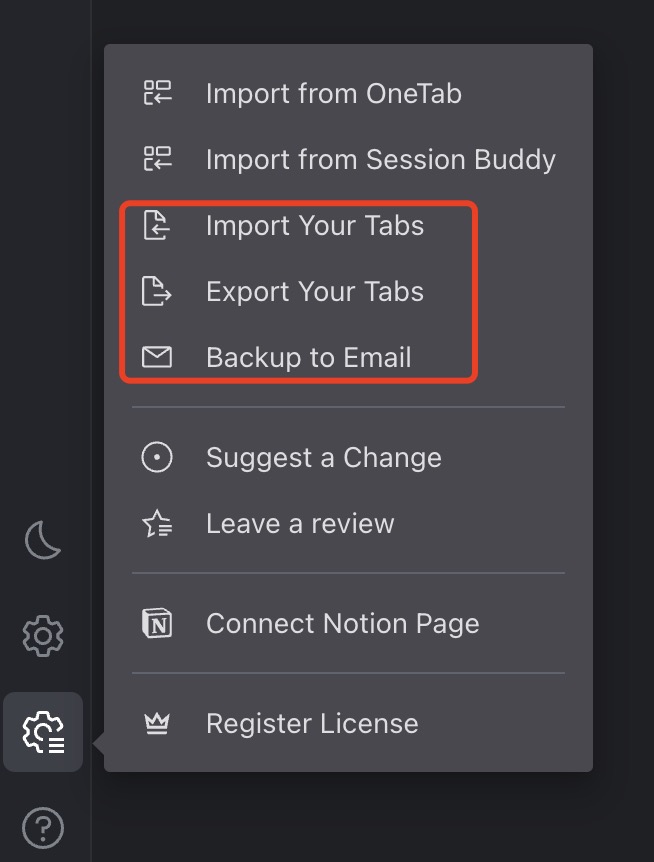 Import from OneTab
Import from Session Buddy
Import Your Tabs
Export Your Tabs
Backup to Email
Suggest a Change
Leave a review
Connect Notion Page
Register License